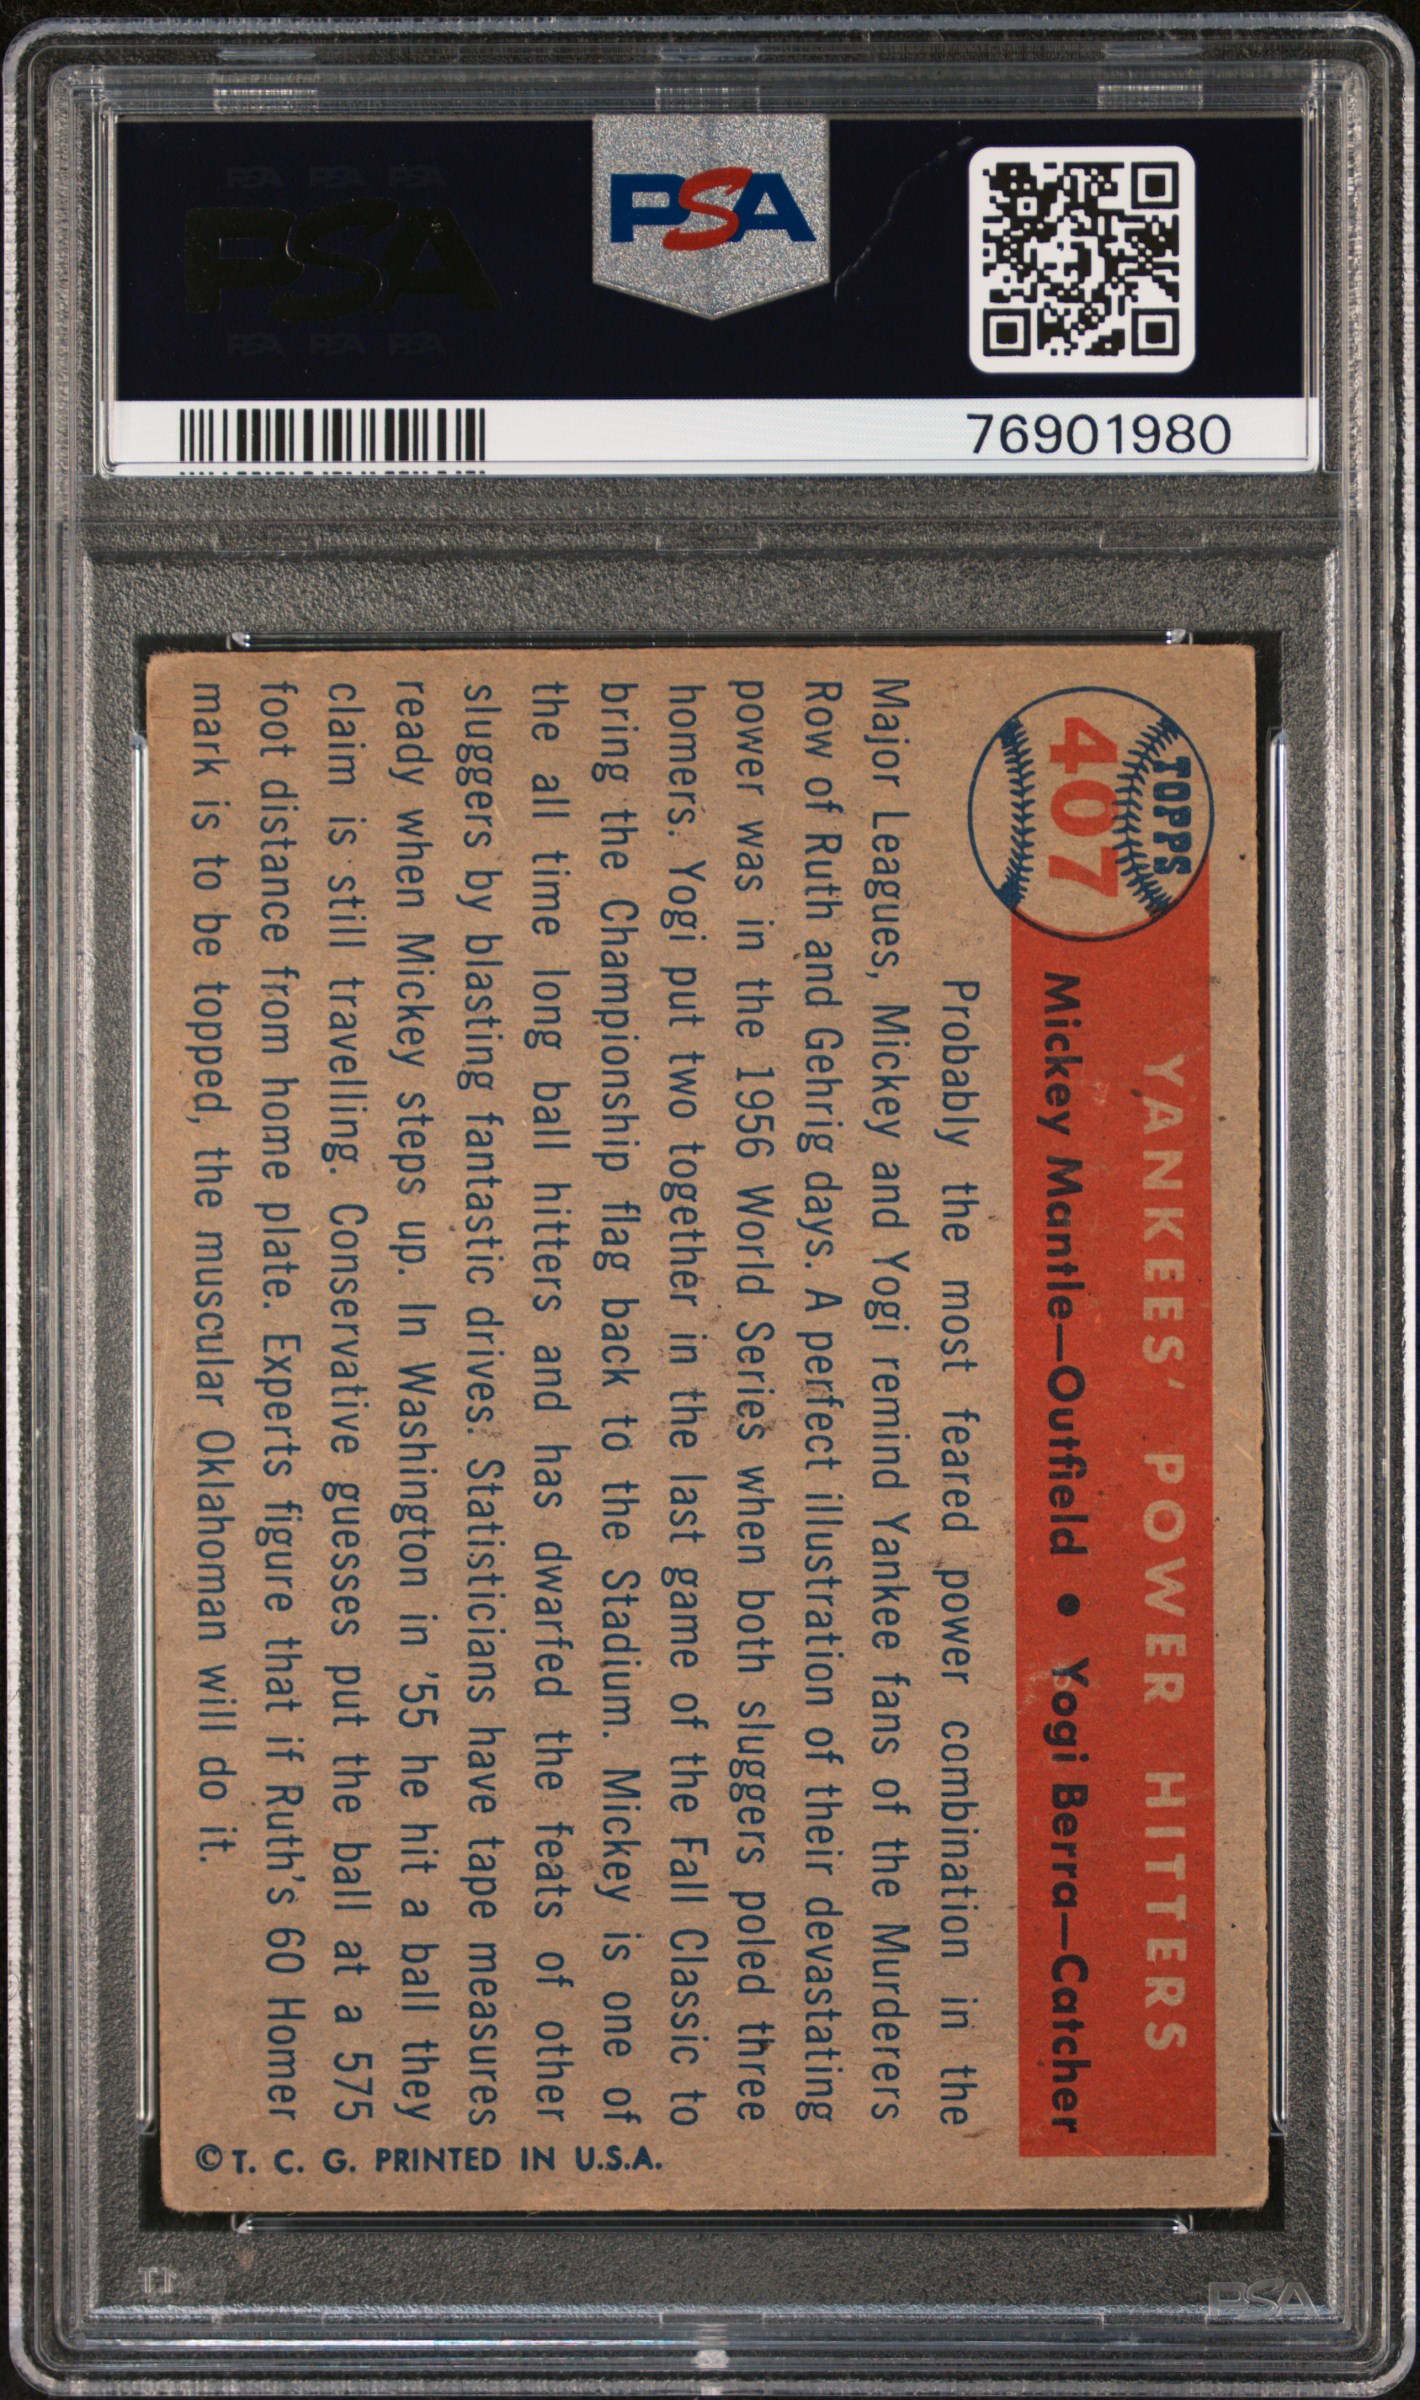 PSA PSA PSA
PSA
PSA PSA PSA
PSA
76901980
TOPPS
407
YANKEES' POWER HITTERS
Mickey Mantle—Outfield • Yogi Berra—Catcher
Probably the most feared power combination in the
Major Leagues, Mickey and Yogi remind Yankee fans of the Murderers
Row of Ruth and Gehrig days. A perfect illustration of their devastating
power was in the 1956 World Series when both sluggers poled three
homers. Yogi put two together in the last game of the Fall Classic to
bring the Championship flag back to the Stadium. Mickey is one of
the all time long ball hitters and has dwarfed the feats of other
sluggers by blasting fantastic drives. Statisticians have tape measures
ready when Mickey steps up. In Washington in '55 he hit a ball they
claim is still travelling. Conservative guesses put the ball at a 575
foot distance from home plate. Experts figure that if Ruth's 60 Homer
mark is to be topped, the muscular Oklahoman will do it.
© T. C. G. PRINTED IN U.S.A.
PSA